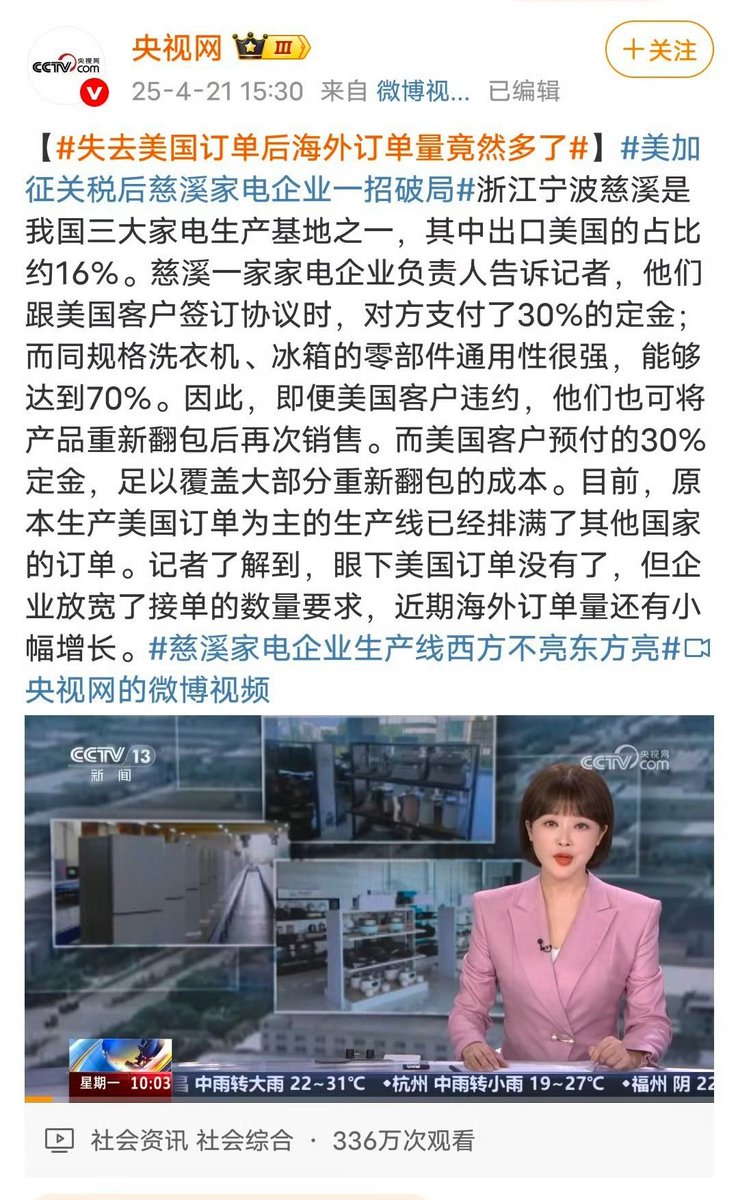 央视网 III
CCTV 央视网 com
+关注
25-4-21 15:30 来自 微博视... 已编辑
【#失去美国订单后海外订单量竟然多了#】#美加
征关税后慈溪家电企业一招破局#浙江宁波慈溪是
我国三大家电生产基地之一，其中出口美国的占比
约16%。慈溪一家家电企业负责人告诉记者，他们
跟美国客户签订协议时，对方支付了30%的定金；
而同规格洗衣机、冰箱的零部件通用性很强，能够
达到70%。因此，即便美国客户违约，他们也可将
产品重新翻包后再次销售。而美国客户预付的30%
定金，足以覆盖大部分重新翻包的成本。目前，原
本生产美国订单为主的生产线已经排满了其他国家
的订单。记者了解到，眼下美国订单没有了，但企
业放宽了接单的数量要求，近期海外订单量还有小
幅增长。#慈溪家电企业生产线西方不亮东方亮#
央视网的微博视频
CCTV 13
新闻
CCTV 央视网 com
星期一 10:03 昌 中雨转大雨 22~31℃ •杭州 中雨转小雨 19~27℃ •福州 阴 22
社会资讯 社会综合 · 336万次观看